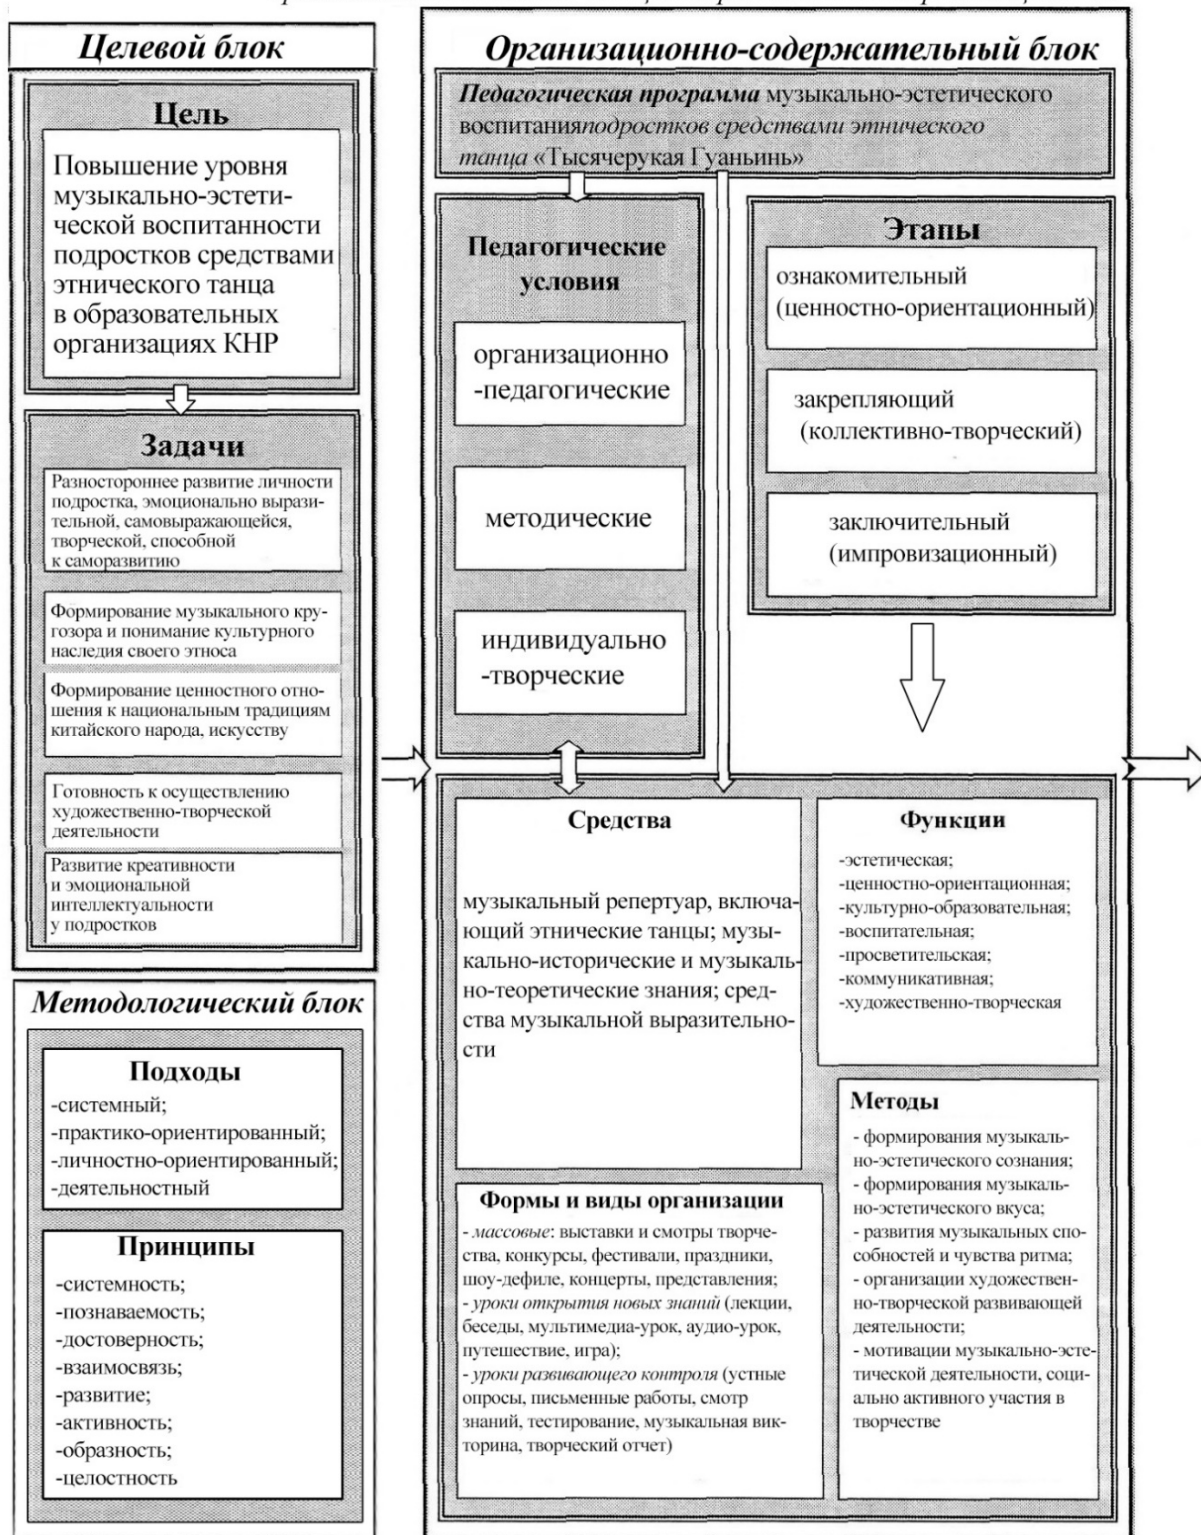 Целевой блок
Цель
Повышение уровня
музыкально-эстети-
ческой воспитанности
подростков средствами
этнического танца
в образовательных
организациях КНР
Задачи
Разностороннее развитие личности
подростка, эмоционально вырази-
тельной, самовыражающейся,
творческой, способной
к саморазвитию
Формирование музыкального кру-
гозора и понимание культурного
наследия своего этноса
Формирование ценностного отно-
шения к национальным традициям
китайского народа, искусству
Готовность к осуществлению
художественно-творческой
деятельности
Развитие креативности
и эмоциональной
интеллектуальности
у подростков
Методологический блок
Подходы
-системный;
-практико-ориентированный;
-личностно-ориентированный;
-деятельностный
Принципы
-системность;
-познаваемость;
-достоверность;
-взаимосвязь;
-развитие;
-активность;
-образность;
-целостность
Организационно-содержательный блок
Педагогическая программа музыкально-эстетического
воспитанияподростков средствами этнического
танца «Тысячерукая Гуаньинь»
Педагогические
условия
организационно
-педагогические
методические
индивидуально
-творческие
Этапы
ознакомительный
(ценностно-ориентационный)
закрепляющий
(коллективно-творческий)
заключительный
(импровизационный)
Средства
музыкальный репертуар, включа-
ющий этнические танцы; музы-
кально-исторические и музыкаль-
но-теоретические знания; сред-
ства музыкальной выразительно-
сти
Функции
-эстетическая;
-ценностно-ориентационная;
-культурно-образовательная;
-воспитательная;
-просветительская;
-коммуникативная;
-художественно-творческая
Формы и виды организации
- массовые: выставки и смотры творче-
ства, конкурсы, фестивали, праздники,
шоу-дефиле, концерты, представления;
- уроки открытия новых знаний (лекции,
беседы, мультимедиа-урок, аудио-урок,
путешествие, игра);
- уроки развивающего контроля (устные
опросы, письменные работы, смотр
знаний, тестирование, музыкальная вик-
торина, творческий отчет)
Методы
- формирования музыкаль-
но-эстетического сознания;
- формирования музыкаль-
но-эстетического вкуса;
- развития музыкальных спо-
собностей и чувства ритма;
- организации художествен-
но-творческой развивающей
деятельности;
- мотивации музыкально-эсте-
тической деятельности, соци-
ально активного участия в
творчестве